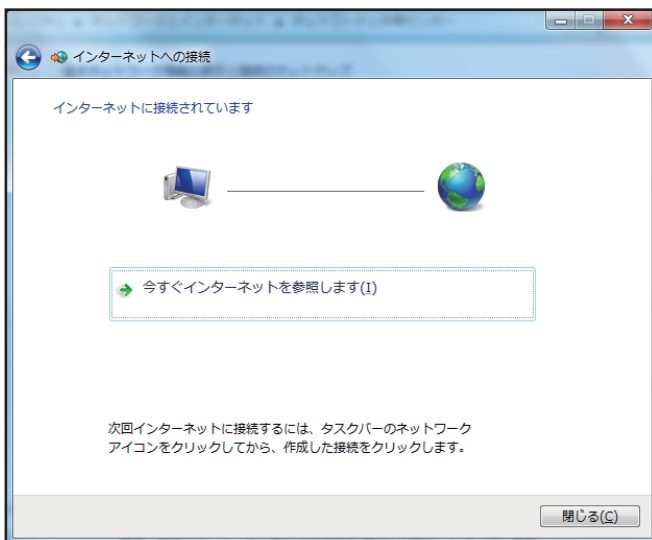 インターネットへの接続
インターネットに接続されています
今すぐインターネットを参照します(I)
次回インターネットに接続するには、タスクバーのネットワーク
アイコンをクリックしてから、作成した接続をクリックします。
閉じる(C)